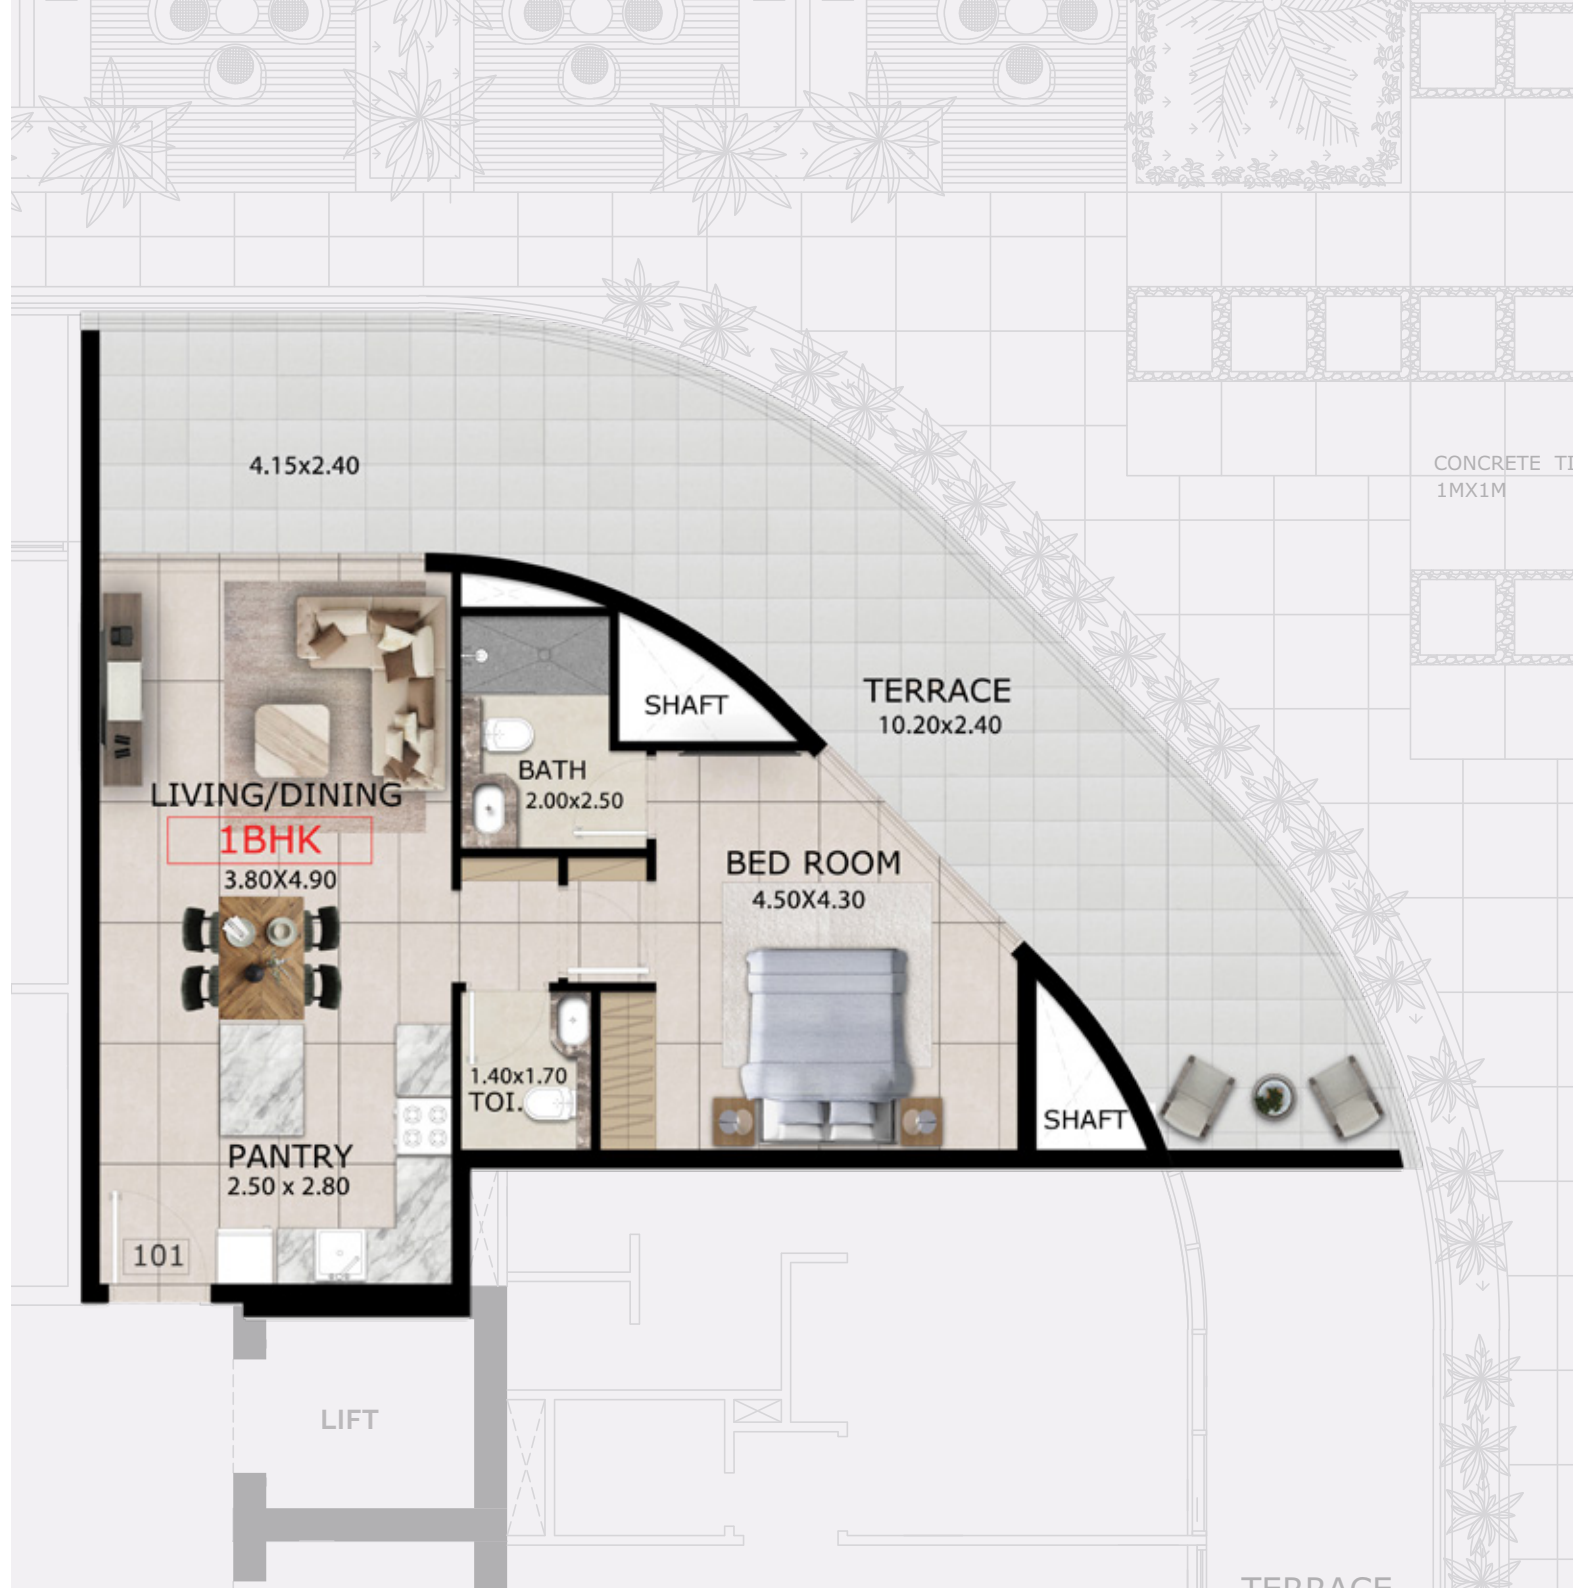 CONCRETE TI
1MX1M
4.15x2.40
TERRACE
10.20x2.40
SHAFT
BATH
2.00x2.50
LIVING/DINING
1BHK
3.80X4.90
BED ROOM
4.50X4.30
1.40x1.70
TOI.
SHAFT
PANTRY
2.50 x 2.80
101
LIFT
TERRACE